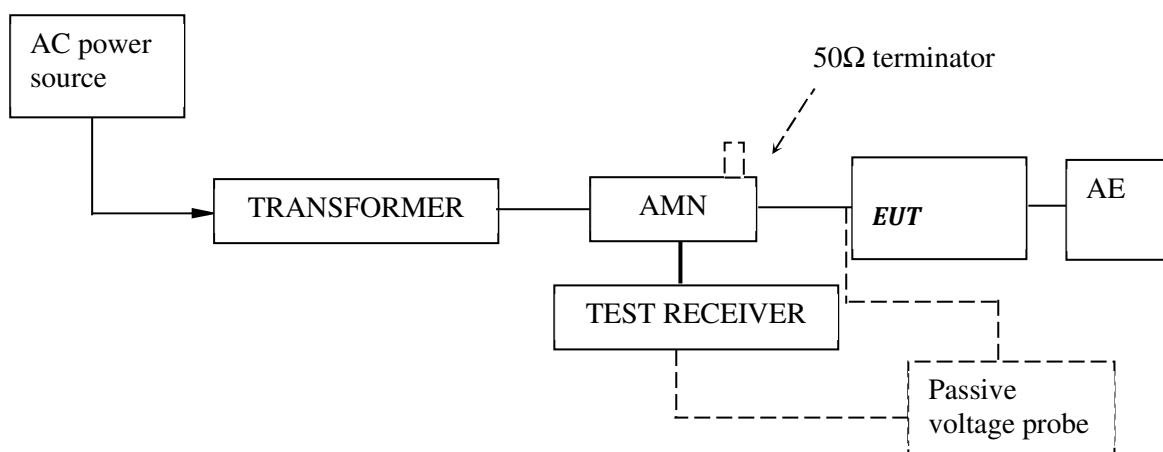 AC power
source
50Ω terminator
TRANSFORMER
AMN
EUT
AE
TEST RECEIVER
Passive
voltage probe